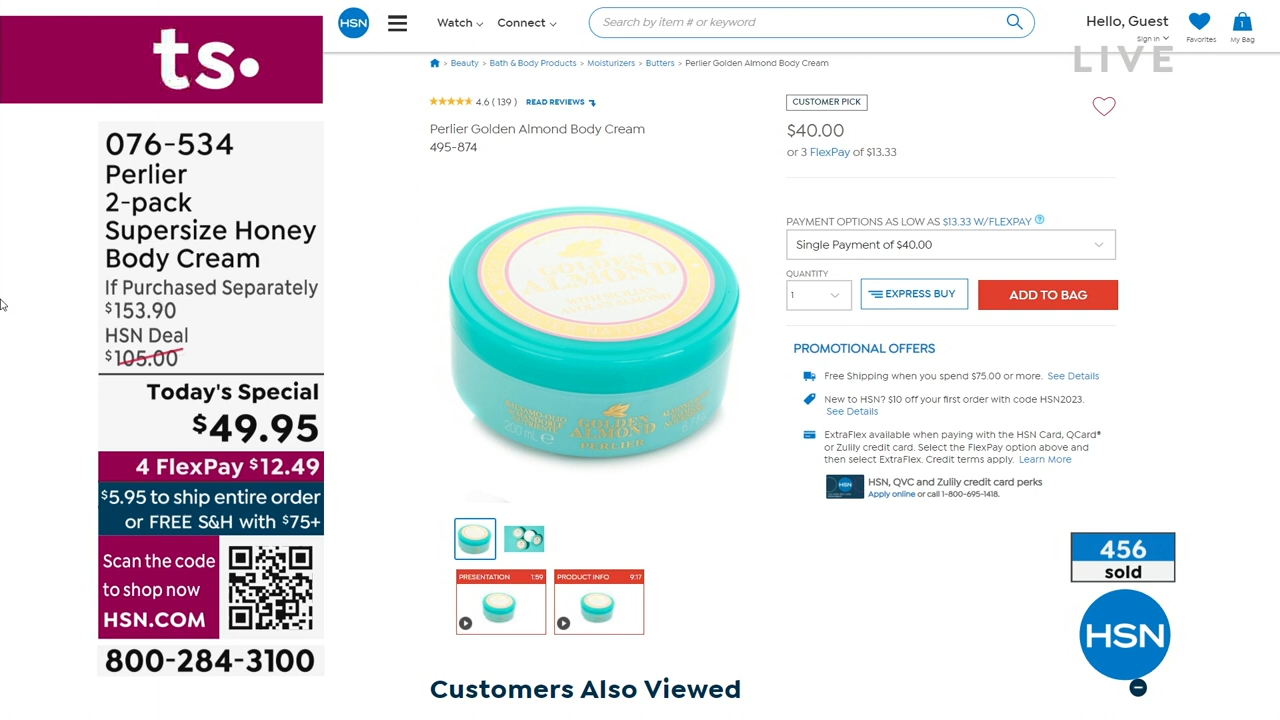 ts.
076-534
Perlier
2-pack
Supersize Honey
Body Cream
If Purchased Separately
$153.90
HSN Deal
$105.00
Today's Special
$49.95
4 FlexPay $12.49
$5.95 to ship entire order
or FREE S&H with $75+
Scan the code
to shop now
HSN.COM
800-284-3100
HSN
Watch
Connect
Search by item # or keyword
Hello, Guest
Sign In
Favorites
1
My Bag
LIVE
> Beauty > Bath & Body Products > Moisturizers > Butters > Perlier Golden Almond Body Cream
4.6 ( 139 ) READ REVIEWS
Perlier Golden Almond Body Cream
495-874
GOLDEN
ALMOND
200 mL e
GOLDEN
ALMOND
PERLIER
PRESENTATION 1:59
PRODUCT INFO 9:17
Customers Also Viewed
CUSTOMER PICK
$40.00
or 3 FlexPay of $13.33
PAYMENT OPTIONS AS LOW AS $13.33 W/FLEXPAY ?
Single Payment of $40.00
QUANTITY
1
EXPRESS BUY
ADD TO BAG
PROMOTIONAL OFFERS
Free Shipping when you spend $75.00 or more. See Details
New to HSN? $10 off your first order with code HSN2023.
See Details
ExtraFlex available when paying with the HSN Card, QCard®
or Zulily credit card. Select the FlexPay option above and
then select ExtraFlex. Credit terms apply. Learn More
HSN
HSN, QVC and Zulily credit card perks
Apply online or call 1-800-695-1418.
456
sold
HSN